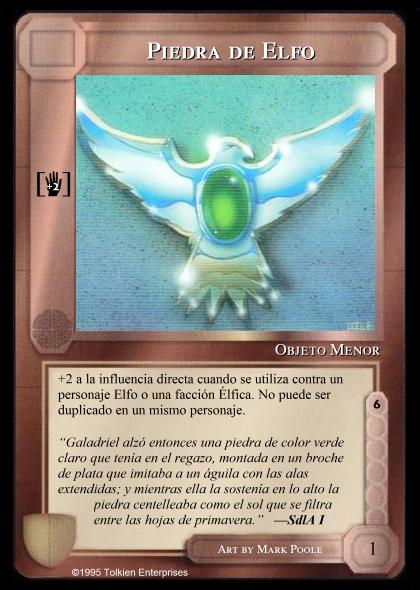 PIEDRA DE ELFO
[+2]
OBJETO MENOR
+2 a la influencia directa cuando se utiliza contra un
personaje Elfo o una facción Élfica. No puede ser
duplicado en un mismo personaje.
6
“Galadriel alzó entonces una piedra de color verde
claro que tenía en el regazo, montada en un broche
de plata que imitaba a un águila con las alas
extendidas; y mientras ella la sostenía en lo alto la
piedra centelleaba como el sol que se filtra
entre las hojas de primavera.” —SdlA I
ART BY MARK POOLE
1
©1995 Tolkien Enterprises